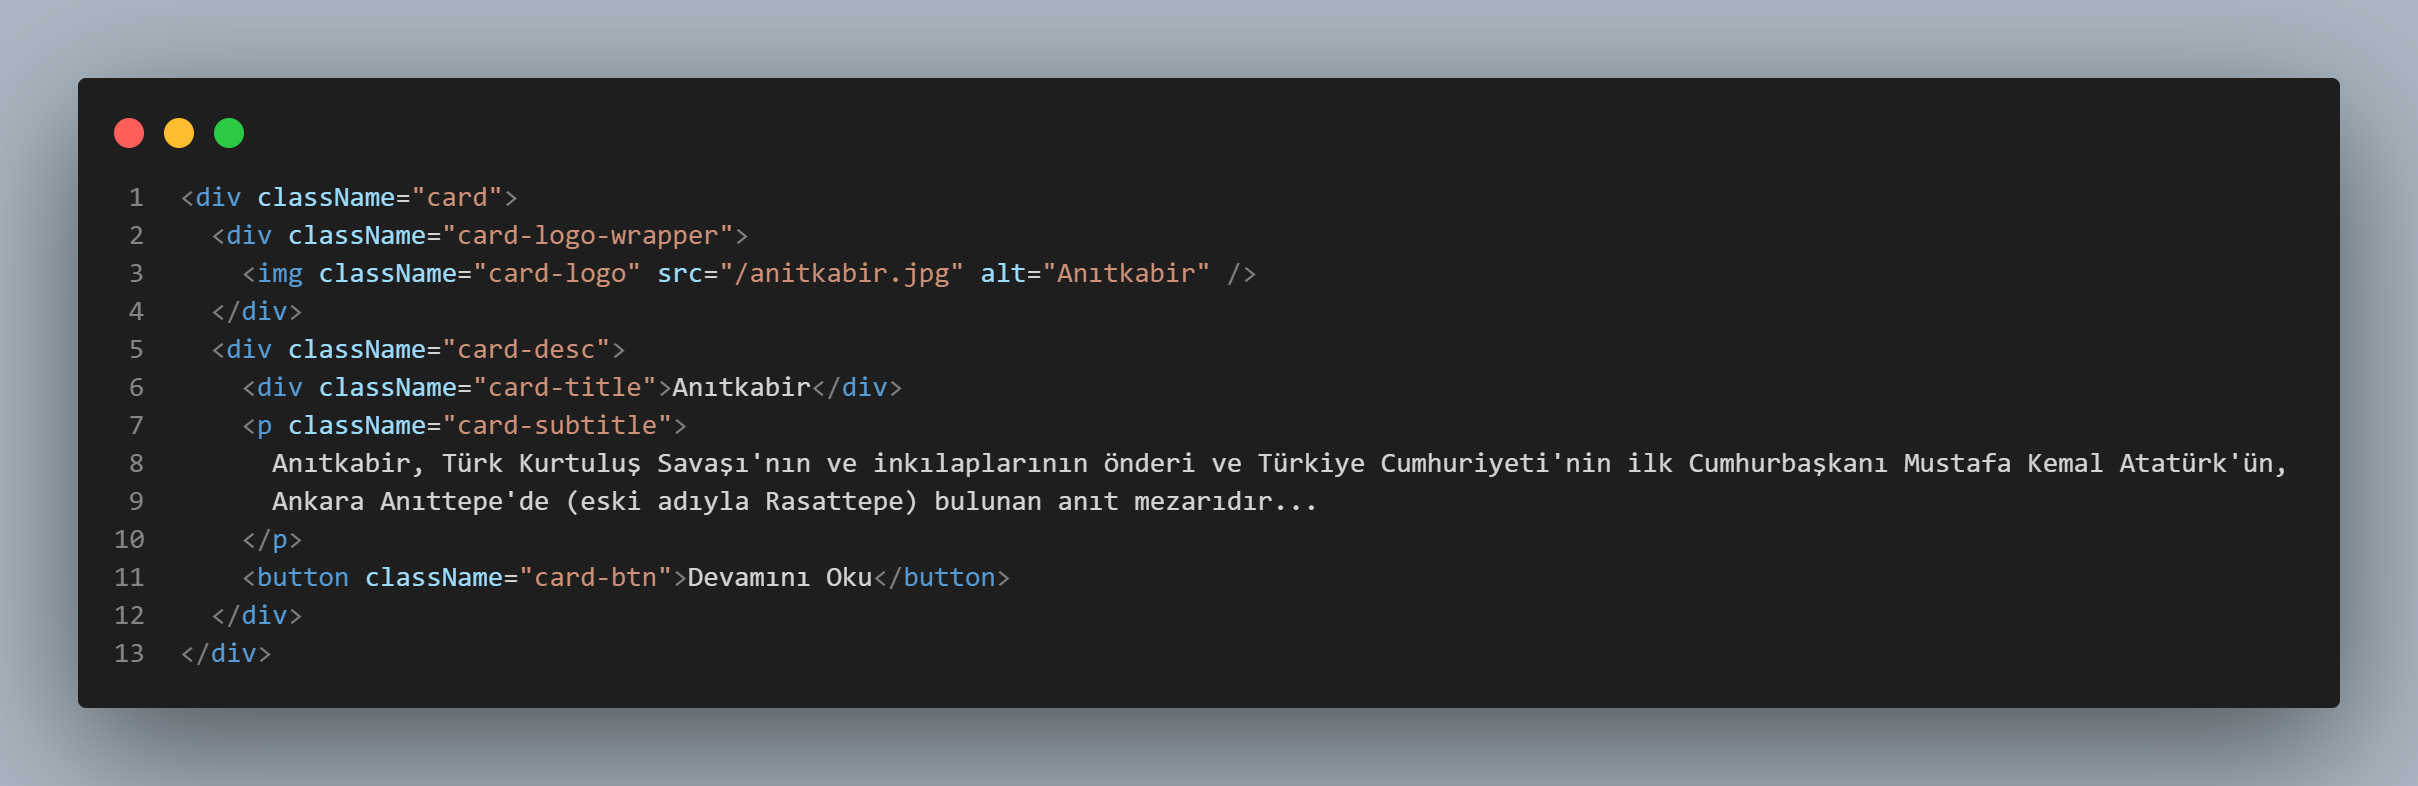 1 <div className="card">
2   <div className="card-logo-wrapper">
3     <img className="card-logo" src="/anitkabir.jpg" alt="Anıtkabir" />
4   </div>
5   <div className="card-desc">
6     <div className="card-title">Anıtkabir</div>
7     <p className="card-subtitle">
8       Anıtkabir, Türk Kurtuluş Savaşı'nın ve inkılaplarının önderi ve Türkiye Cumhuriyeti'nin ilk Cumhurbaşkanı Mustafa Kemal Atatürk'ün,
9       Ankara Anıttepe'de (eski adıyla Rasattepe) bulunan anıt mezarıdır...
10     </p>
11     <button className="card-btn">Devamını Oku</button>
12   </div>
13 </div>